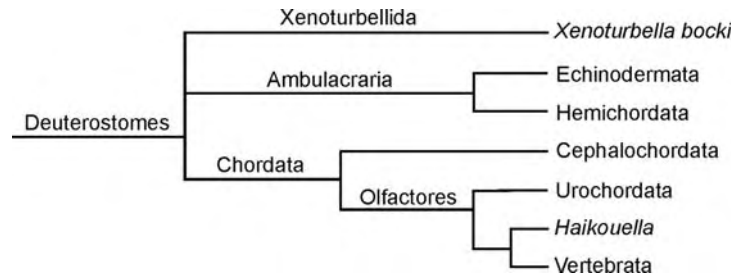 Xenoturbellida
Xenoturbella bocki
Ambulacraria
Echinodermata
Hemichordata
Deuterostomes
Chordata
Cephalochordata
Olfactores
Urochordata
Haikouella
Vertebrata